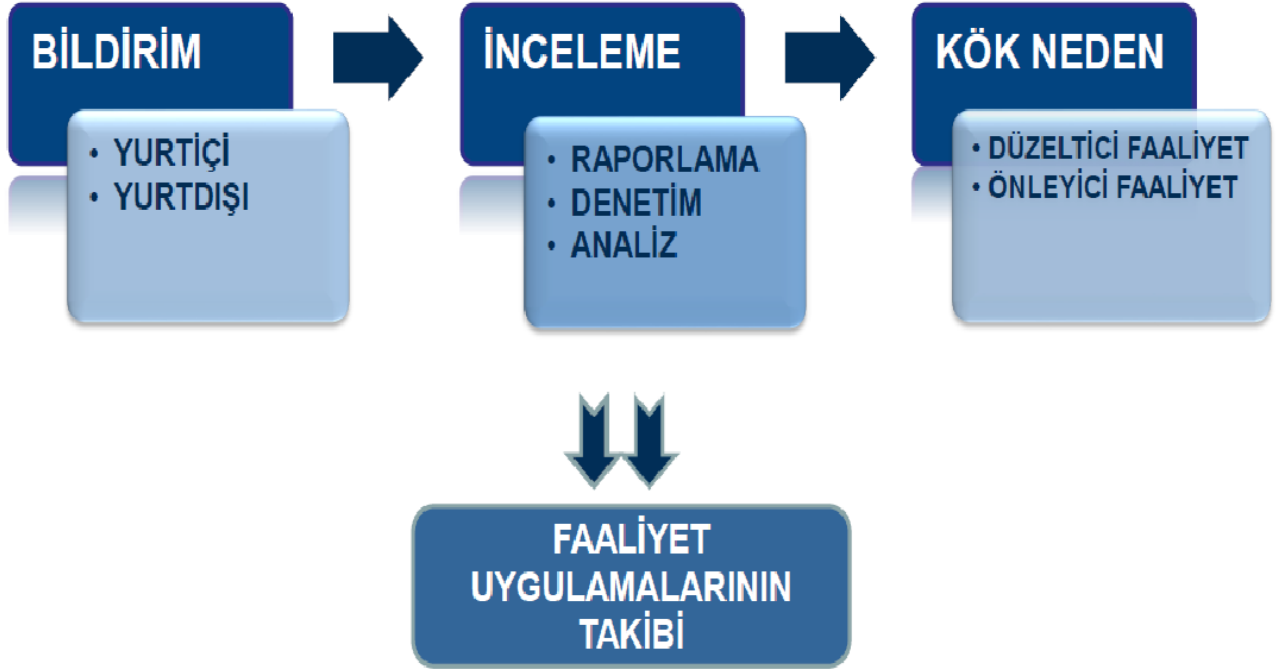 BİLDİRİM
• YURTİÇİ
• YURTDIŞI
İNCELEME
• RAPORLAMA
• DENETİM
• ANALİZ
KÖK NEDEN
• DÜZELTİCİ FAALİYET
• ÖNLEYİCİ FAALİYET
FAALİYET
UYGULAMALARININ
TAKİBİ